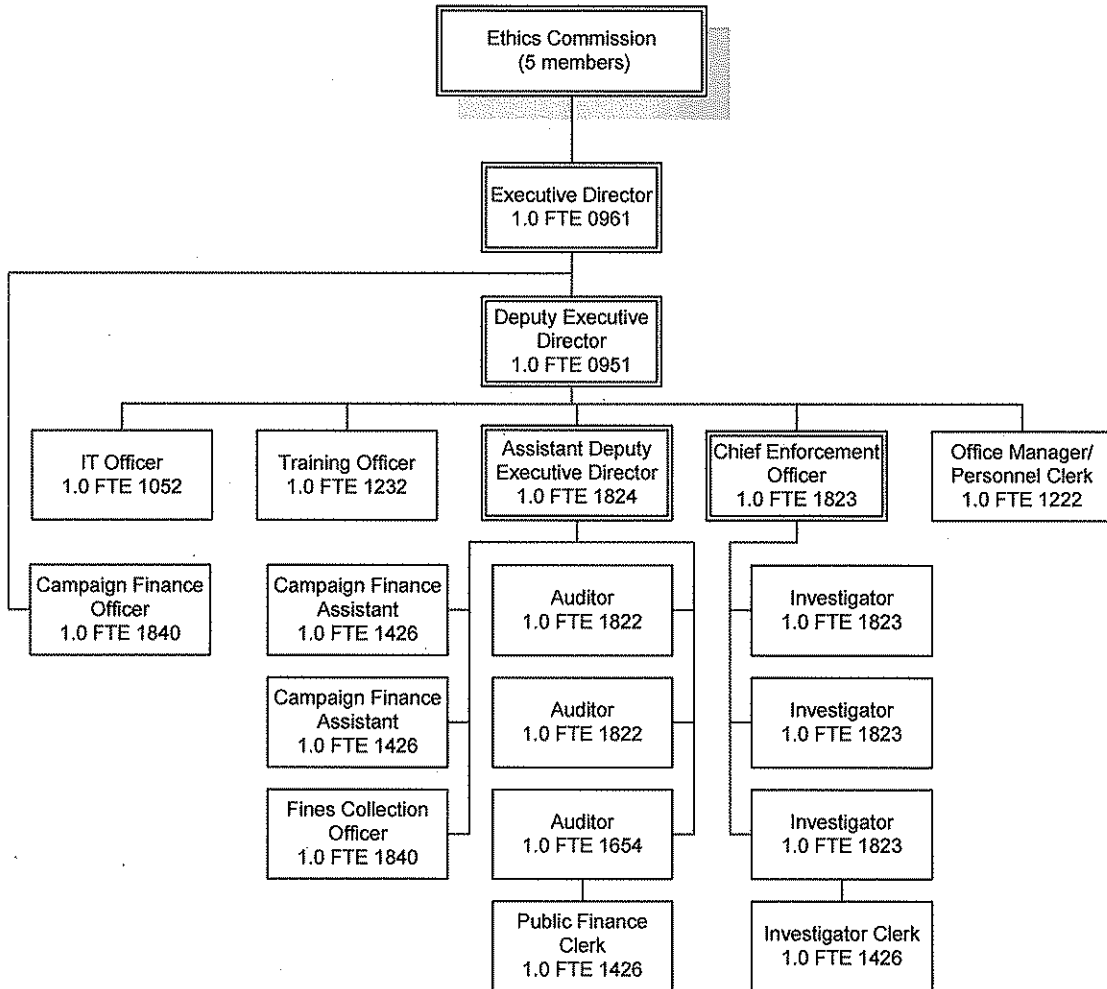 Ethics Commission
(5 members)
Executive Director
1.0 FTE 0961
Deputy Executive
Director
1.0 FTE 0951
IT Officer
1.0 FTE 1052
Training Officer
1.0 FTE 1232
Assistant Deputy
Executive Director
1.0 FTE 1824
Chief Enforcement
Officer
1.0 FTE 1823
Office Manager/
Personnel Clerk
1.0 FTE 1222
Campaign Finance
Officer
1.0 FTE 1840
Campaign Finance
Assistant
1.0 FTE 1426
Auditor
1.0 FTE 1822
Investigator
1.0 FTE 1823
Campaign Finance
Assistant
1.0 FTE 1426
Auditor
1.0 FTE 1822
Investigator
1.0 FTE 1823
Fines Collection
Officer
1.0 FTE 1840
Auditor
1.0 FTE 1654
Investigator
1.0 FTE 1823
Public Finance
Clerk
1.0 FTE 1426
Investigator Clerk
1.0 FTE 1426